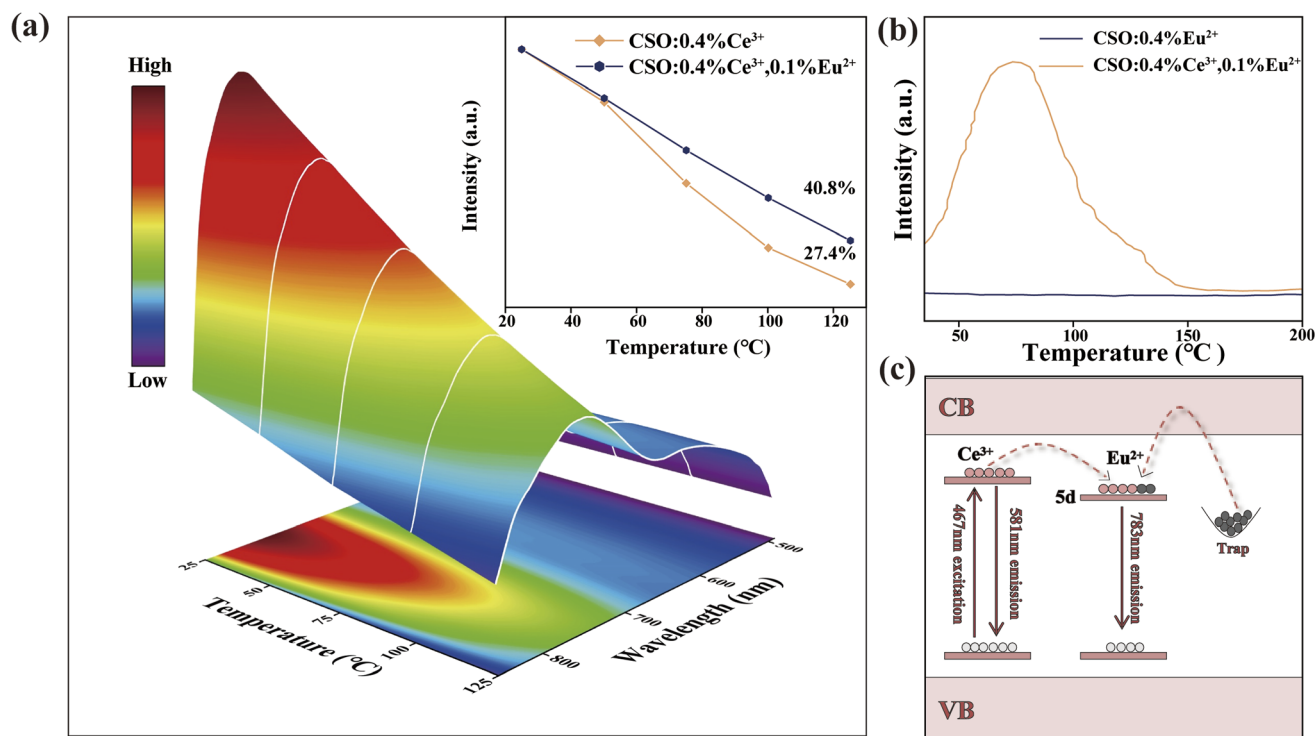 (a)
High
Low
CSO:0.4%Ce³⁺
CSO:0.4%Ce³⁺,0.1%Eu²⁺
40.8%
27.4%
Intensity (a.u.)
20 40 60 80 100 120
Temperature (℃)
25 50 75 100 125
Temperature (℃)
500 600 700 800
Wavelength (nm)
(b)
CSO:0.4%Eu²⁺
CSO:0.4%Ce³⁺,0.1%Eu²⁺
Intensity (a.u.)
50 100 150 200
Temperature (℃ )
(c)
CB
Ce³⁺
Eu²⁺
5d
467nm excitation
581nm emission
783nm emission
Trap
VB